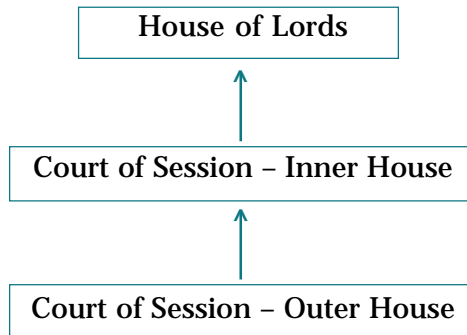 House of Lords
Court of Session – Inner House
Court of Session – Outer House